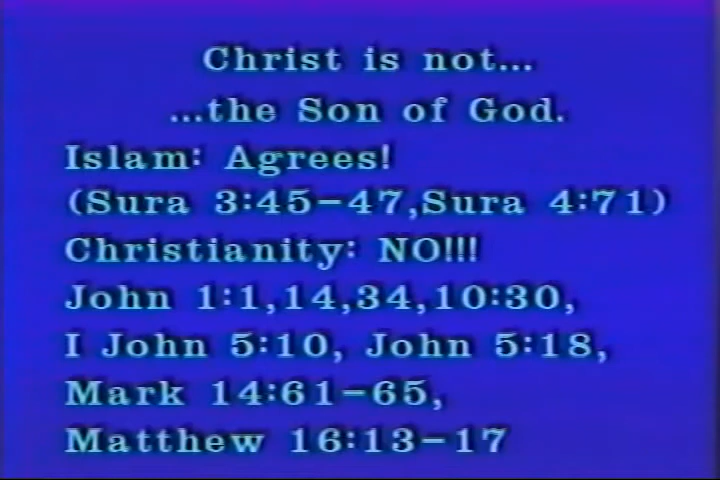 Christ is not...
...the Son of God.
Islam: Agrees!
(Sura 3:45-47,Sura 4:71)
Christianity: NO!!!
John 1:1,14,34,10:30,
I John 5:10, John 5:18,
Mark 14:61-65,
Matthew 16:13-17